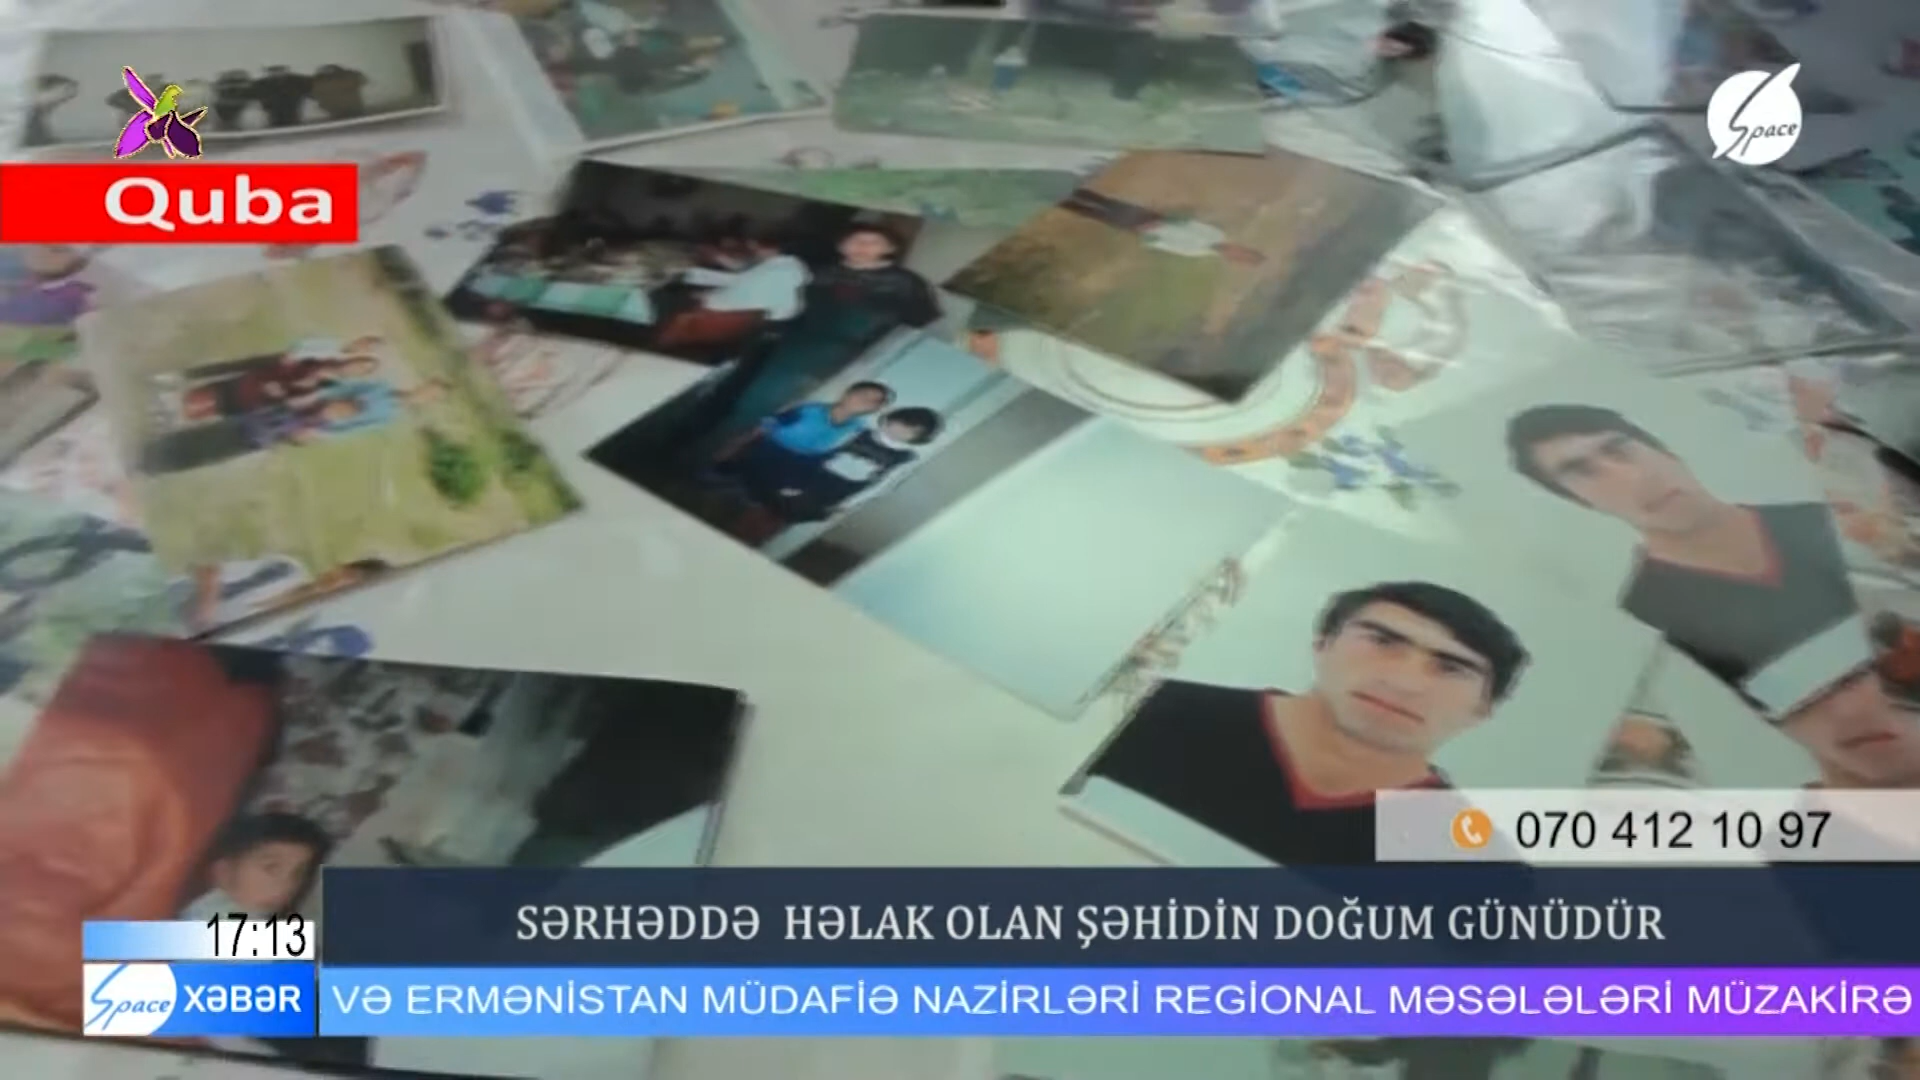 Space
Quba
070 412 10 97
SƏRHƏDDƏ HƏLAK OLAN ŞƏHİDİN DOĞUM GÜNÜDÜR
17:13
Space XƏBƏR
VƏ ERMƏNİSTAN MÜDAFİƏ NAZİRLƏRİ REGİONAL MƏSƏLƏLƏRİ MÜZAKİRƏ